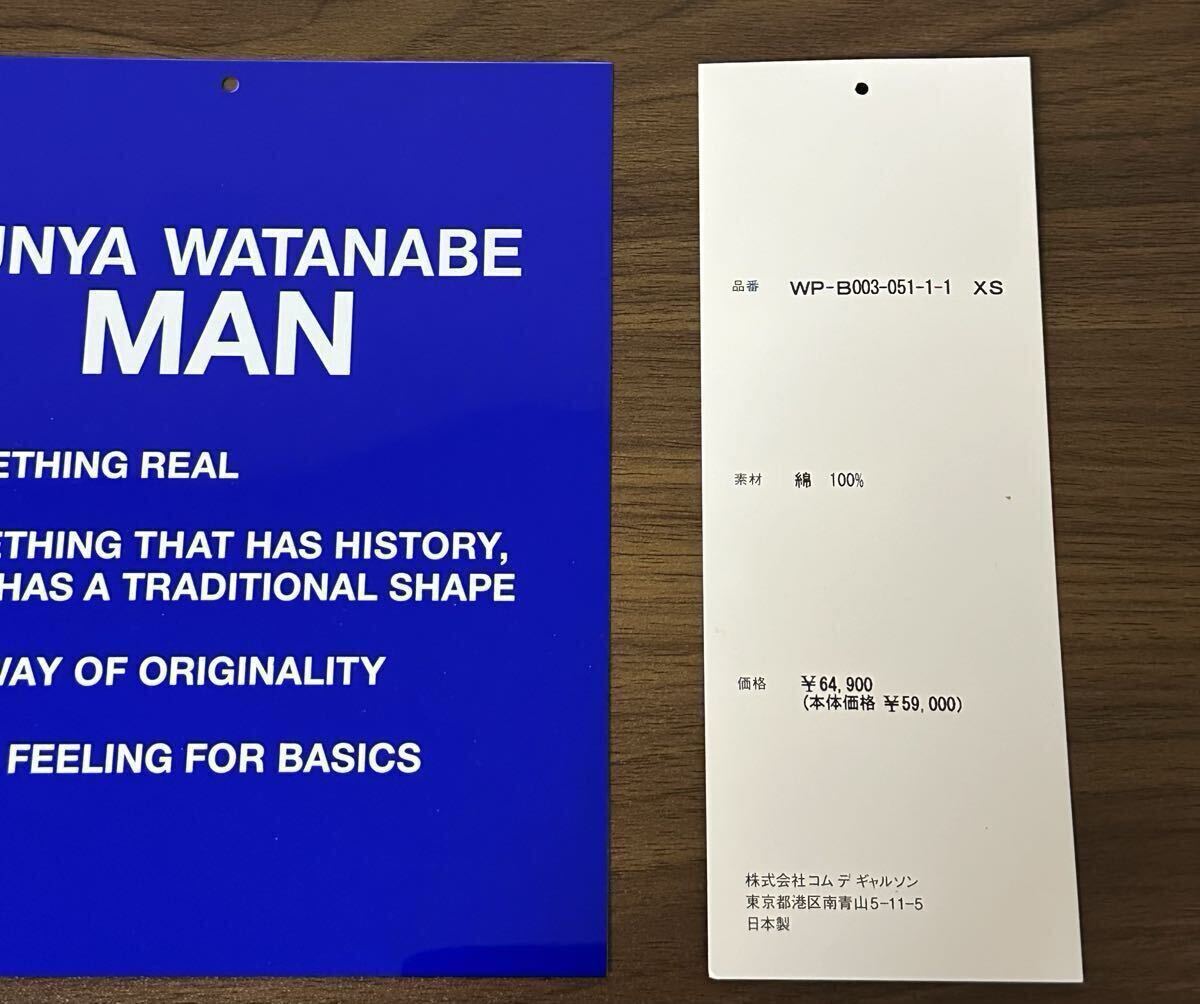 UNYA WATANABE
MAN
ETHING REAL
ETHING THAT HAS HISTORY,
HAS A TRADITIONAL SHAPE
WAY OF ORIGINALITY
FEELING FOR BASICS
品番 WP-B003-051-1-1 XS
素材 綿 100%
価格 ¥64,900
(本体価格 ¥59,000)
株式会社コム デ ギャルソン
東京都港区南青山5-11-5
日本製